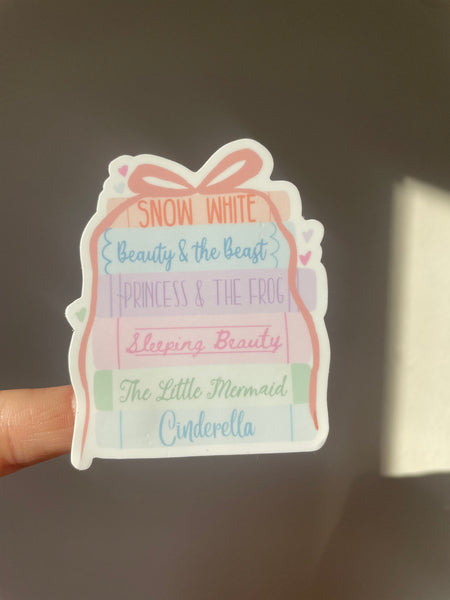 SNOW WHITE
Beauty & the Beast
PRINCESS & THE FROG
Sleeping Beauty
The Little Mermaid
Cinderella